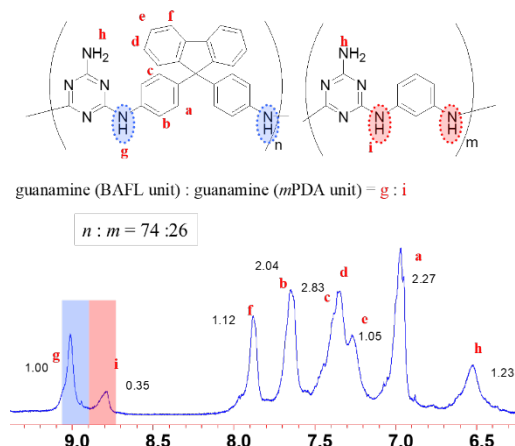 e f
h
NH2
d
h
NH2
c
N N
a
N N
N
N H
b
N H
n
N
N H
N H
m
g
i
guanamine (BAFL unit) : guanamine (mPDA unit) = g : i
n : m = 74 :26
a
2.04
b
2.83
d
2.27
c
f
e
1.12
1.05
g
h
1.00
i
0.35
1.23
9.0 8.5 8.0 7.5 7.0 6.5